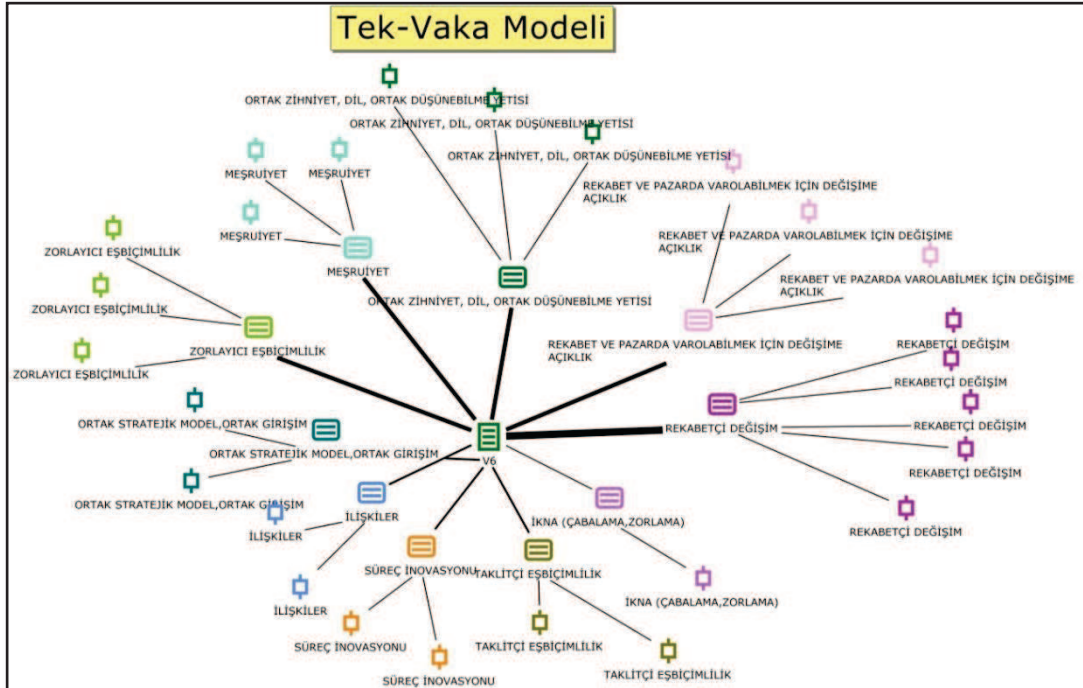 Tek-Vaka Modeli
ORTAK ZİHNİYET, DİL, ORTAK DÜŞÜNEBİLME YETİSİ
ORTAK ZİHNİYET, DİL, ORTAK DÜŞÜNEBİLME YETİSİ
ORTAK ZİHNİYET, DİL, ORTAK DÜŞÜNEBİLME YETİSİ
MEŞRUİYET
MEŞRUİYET
MEŞRUİYET
MEŞRUİYET
REKABET VE PAZARDA VAROLABİLMEK İÇİN DEĞİŞİME
AÇIKLIK
REKABET VE PAZARDA VAROLABİLMEK İÇİN DEĞİŞİME
AÇIKLIK
REKABET VE PAZARDA VAROLABİLMEK İÇİN DEĞİŞİME
AÇIKLIK
ZORLAYICI EŞBİÇİMLİLİK
ZORLAYICI EŞBİÇİMLİLİK
ZORLAYICI EŞBİÇİMLİLİK
ZORLAYICI EŞBİÇİMLİLİK
ORTAK ZİHNİYET, DİL, ORTAK DÜŞÜNEBİLME YETİSİ
REKABET VE PAZARDA VAROLABİLMEK İÇİN DEĞİŞİME
AÇIKLIK
REKABETÇİ DEĞİŞİM
REKABETÇİ DEĞİŞİM
REKABETÇİ DEĞİŞİM
REKABETÇİ DEĞİŞİM
REKABETÇİ DEĞİŞİM
REKABETÇİ DEĞİŞİM
ORTAK STRATEJİK MODEL,ORTAK GİRİŞİM
ORTAK STRATEJİK MODEL,ORTAK GİRİŞİM
ORTAK STRATEJİK MODEL,ORTAK GİRİŞİM
V6
İLİŞKİLER
İLİŞKİLER
İLİŞKİLER
İKNA (ÇABALAMA,ZORLAMA)
İKNA (ÇABALAMA,ZORLAMA)
SÜREÇ İNOVASYONU
SÜREÇ İNOVASYONU
SÜREÇ İNOVASYONU
TAKLİTÇİ EŞBİÇİMLİLİK
TAKLİTÇİ EŞBİÇİMLİLİK
TAKLİTÇİ EŞBİÇİMLİLİK